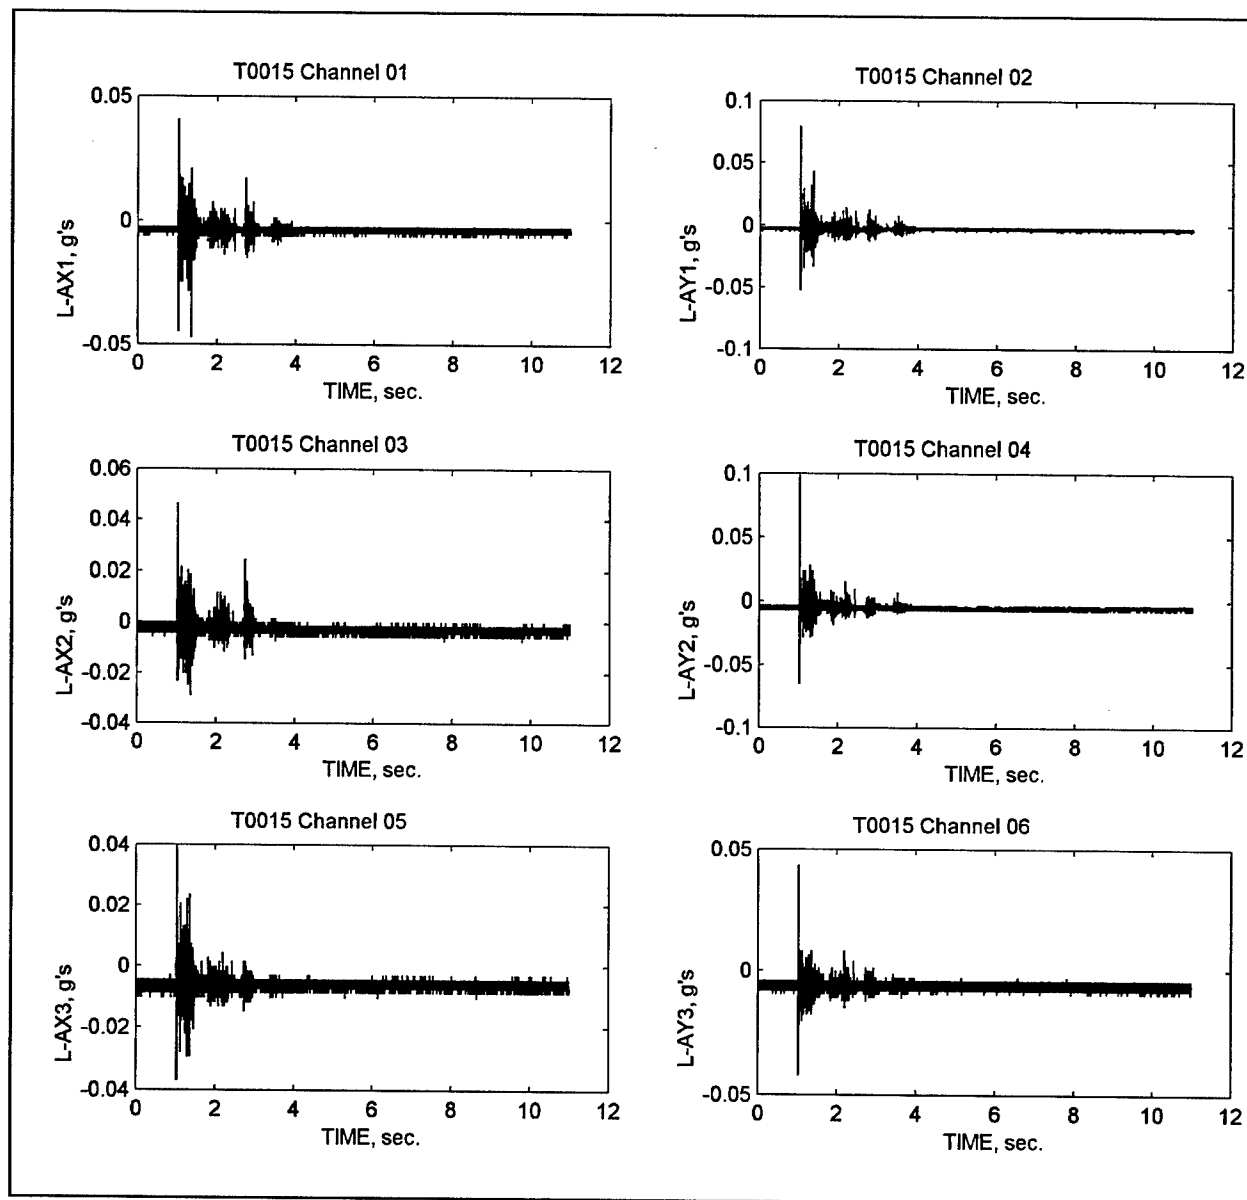 T0015 Channel 01
0.05
0
-0.05
L-AX1, g's
0 2 4 6 8 10 12
TIME, sec.
T0015 Channel 02
0.1
0.05
0
-0.05
-0.1
L-AY1, g's
0 2 4 6 8 10 12
TIME, sec.
T0015 Channel 03
0.06
0.04
0.02
0
-0.02
-0.04
L-AX2, g's
0 2 4 6 8 10 12
TIME, sec.
T0015 Channel 04
0.1
0.05
0
-0.05
-0.1
L-AY2, g's
0 2 4 6 8 10 12
TIME, sec.
T0015 Channel 05
0.04
0.02
0
-0.02
-0.04
L-AX3, g's
0 2 4 6 8 10 12
TIME, sec.
T0015 Channel 06
0.05
0
-0.05
L-AY3, g's
0 2 4 6 8 10 12
TIME, sec.